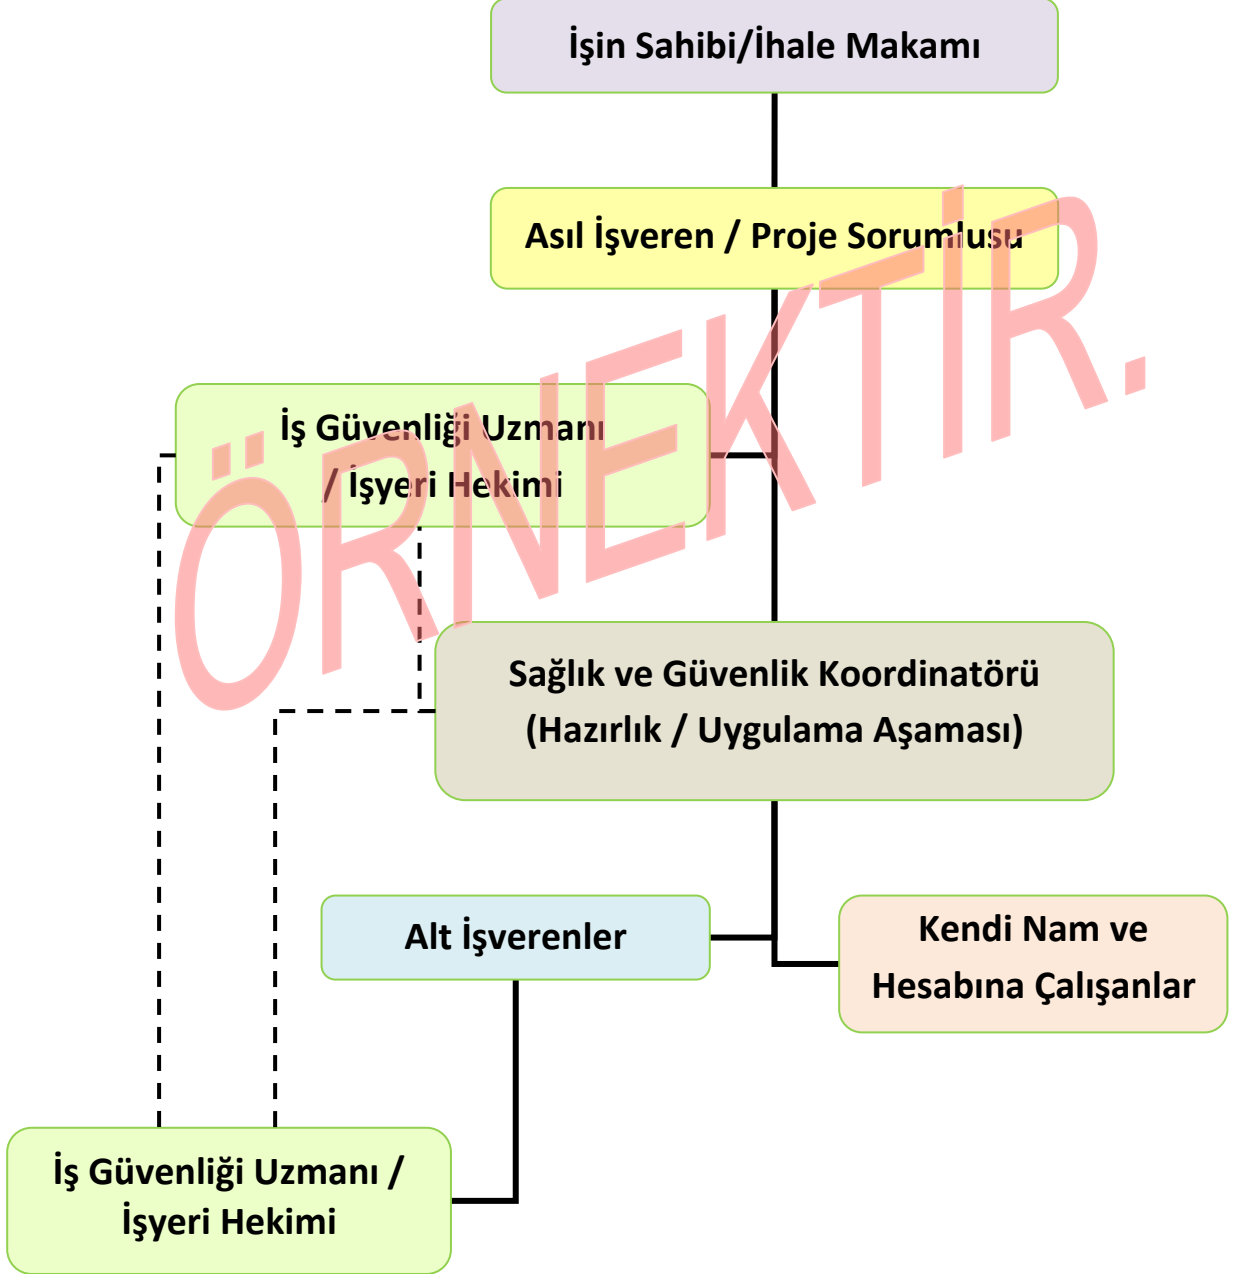 İşin Sahibi/İhale Makamı
Asıl İşveren / Proje Sorumlusu
İş Güvenliği Uzmanı
/ İşyeri Hekimi
ÖRNEKTİR.
Sağlık ve Güvenlik Koordinatörü
(Hazırlık / Uygulama Aşaması)
Alt İşverenler
Kendi Nam ve
Hesabına Çalışanlar
İş Güvenliği Uzmanı /
İşyeri Hekimi